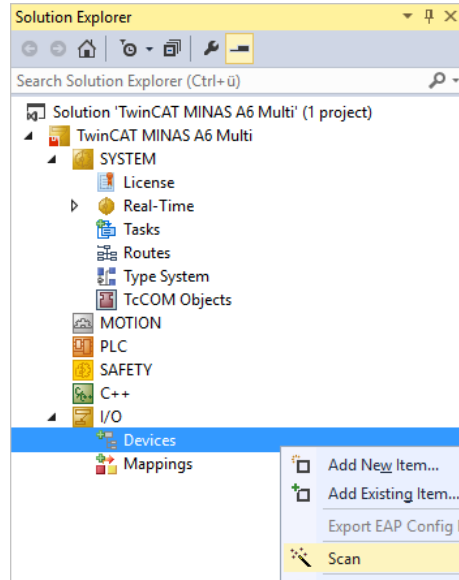 Solution Explorer
Search Solution Explorer (Ctrl+ü)
Solution 'TwinCAT MINAS A6 Multi' (1 project)
TwinCAT MINAS A6 Multi
SYSTEM
License
Real-Time
Tasks
Routes
Type System
TcCOM Objects
MOTION
PLC
SAFETY
C++
I/O
Devices
Mappings
Add New Item...
Add Existing Item...
Export EAP Config
Scan